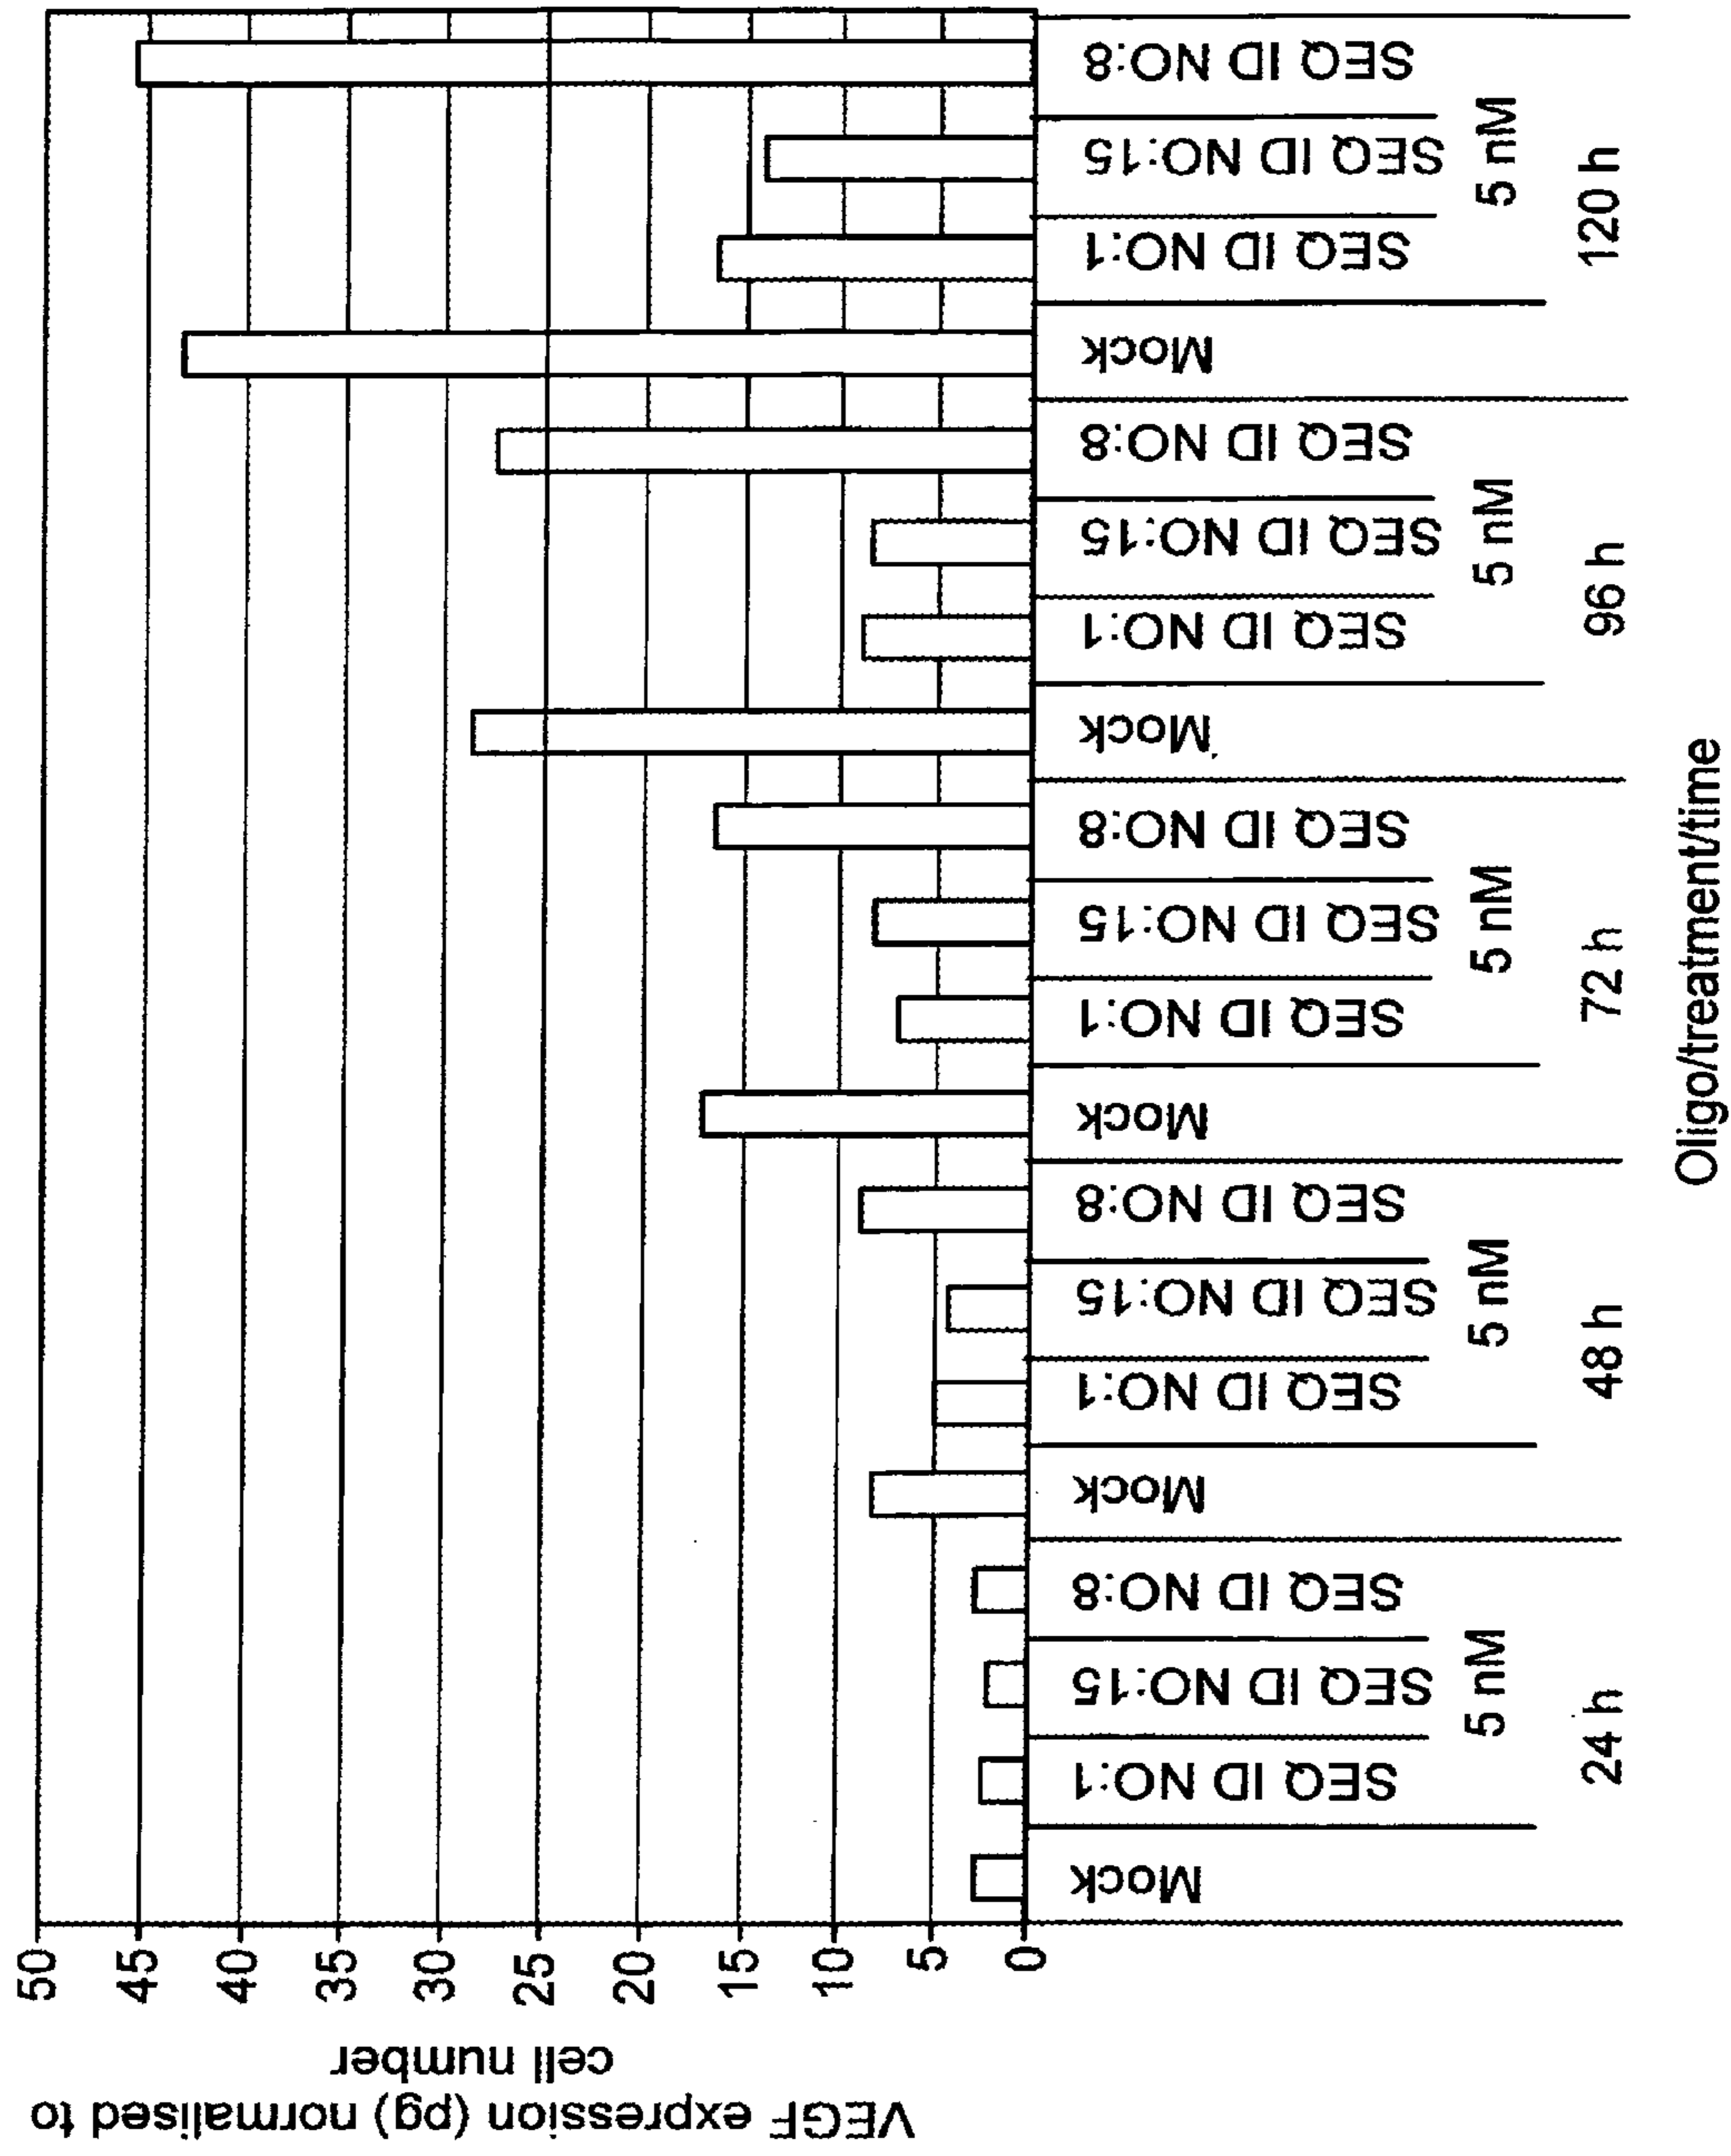 VEGF expression (pg) normalised to
cell number
50
45
40
35
30
25
20
15
10
5
0
Mock
SEQ ID NO:1
SEQ ID NO:15
SEQ ID NO:8
Mock
SEQ ID NO:1
SEQ ID NO:15
SEQ ID NO:8
Mock
SEQ ID NO:1
SEQ ID NO:15
SEQ ID NO:8
Mock
SEQ ID NO:1
SEQ ID NO:15
SEQ ID NO:8
Mock
SEQ ID NO:1
SEQ ID NO:15
SEQ ID NO:8
5 nM
5 nM
5 nM
5 nM
5 nM
24 h
48 h
72 h
96 h
120 h
Oligo/treatment/time